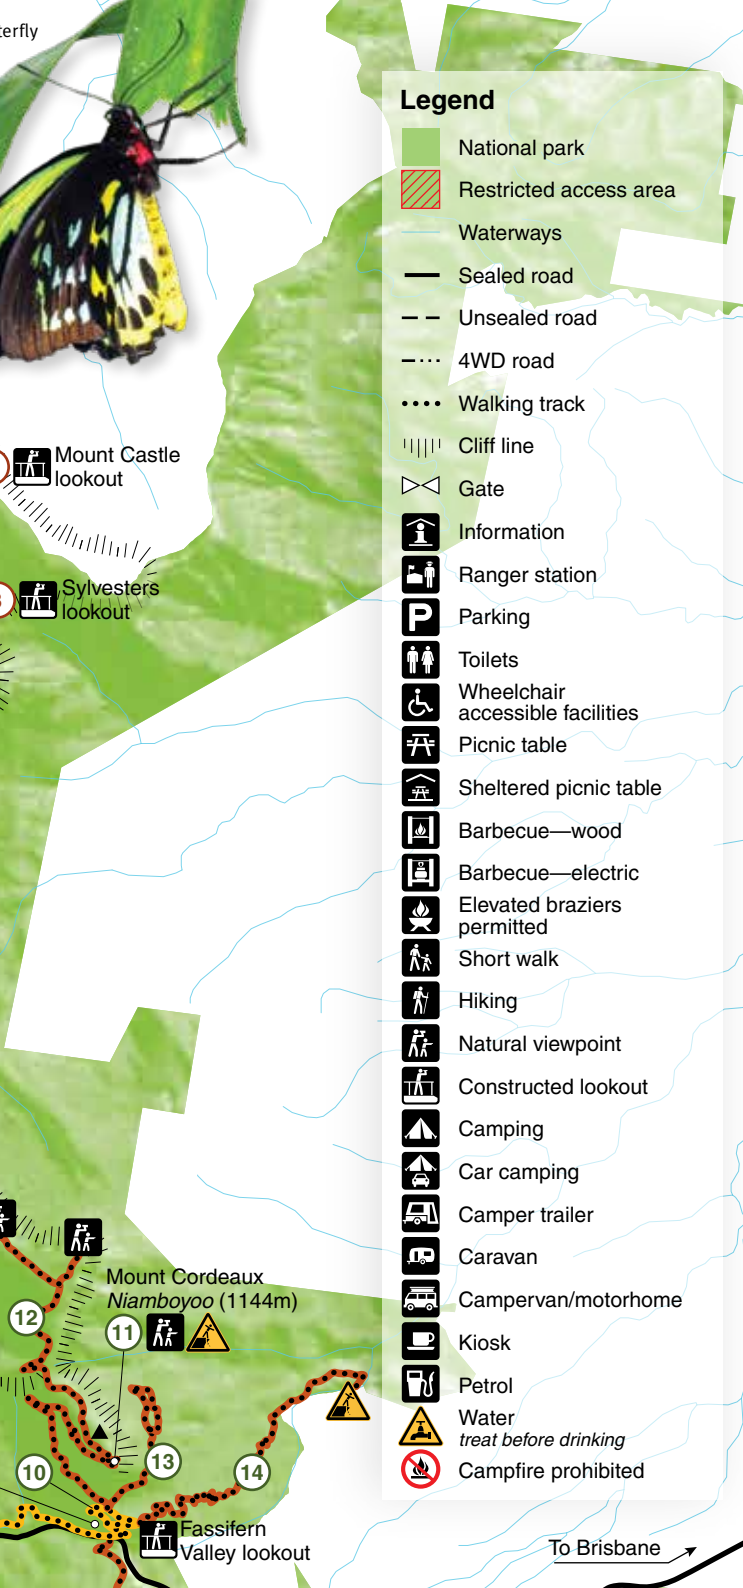 terfly
Legend
National park
Restricted access area
Waterways
Sealed road
Unsealed road
4WD road
Walking track
Cliff line
Gate
Information
Ranger station
P
Parking
Toilets
Wheelchair
accessible facilities
Picnic table
Sheltered picnic table
Barbecue—wood
Barbecue—electric
Elevated braziers
permitted
Short walk
Hiking
Natural viewpoint
Constructed lookout
Camping
Car camping
Camper trailer
Caravan
Campervan/motorhome
Kiosk
Petrol
Water
treat before drinking
Campfire prohibited
Mount Castle
lookout
Sylvesters
lookout
Mount Cordeaux
Niamboyoo (1144m)
12
11
10
13
14
Fassifern
Valley lookout
To Brisbane